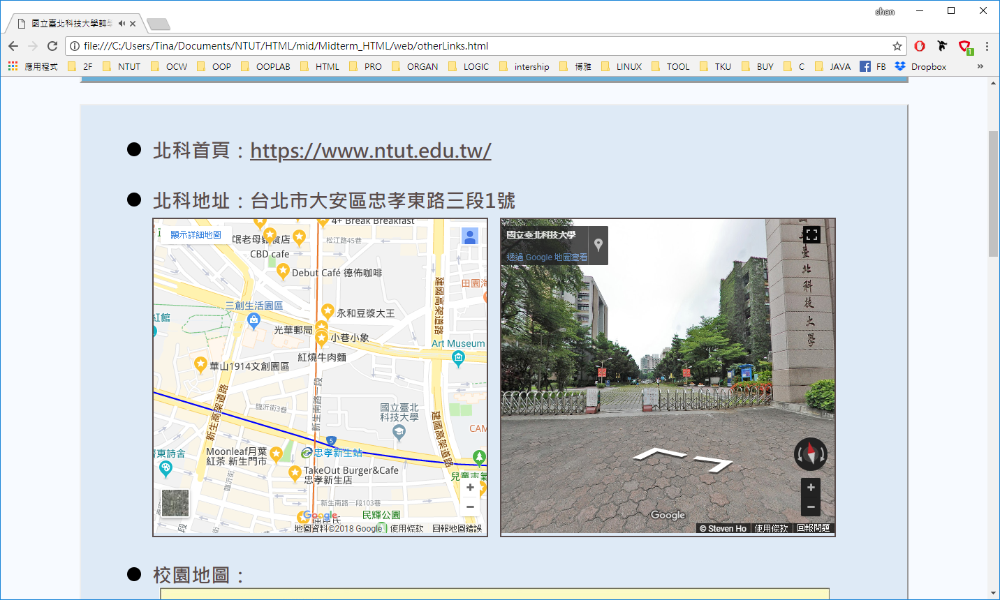 shan
國立臺北科技大學轉學
file:///C:/Users/Tina/Documents/NTUT/HTML/mid/Midterm_HTML/web/otherLinks.html
應用程式 2F NTUT OCW OOP OOPLAB HTML PRO ORGAN LOGIC intership 博雅 LINUX TOOL TKU BUY C JAVA FB Dropbox »
北科首頁：https://www.ntut.edu.tw/
北科地址：台北市大安區忠孝東路三段1號
顯示詳細地圖
4+ Break Breakfast
氓老母麵食店
松江路45巷
CBD cafe
Debut Café 德佈咖啡
建國高架道路
田園海
三創生活園區
永和豆漿大王
紅館
光華郵局
小巷小象
Art Museum
紅燒牛肉麵
華山1914文創園區
新生南路一段
臨沂街3巷
國立臺北
科技大學
新生高架道路
建國高架道路
CAM
5
忠孝新生站
Moonleaf月葉
紅茶 新生門市
東詩舍
TakeOut Burger&Cafe
忠孝新生店
兒童志氣
臨沂街
新生南路一段103巷
民輝公園
Google
地圖資料©2018 Google 使用條款 回報地圖錯誤
國立臺北科技大學
透過 Google 地圖查看
臺北科技大學
Google
© Steven Ho 使用條款 回報問題
校園地圖：